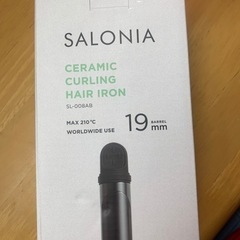 SALONIA
CERAMIC
CURLING
HAIR IRON
SL-008AB
MAX 210℃
WORLDWIDE USE
19 BARREL mm